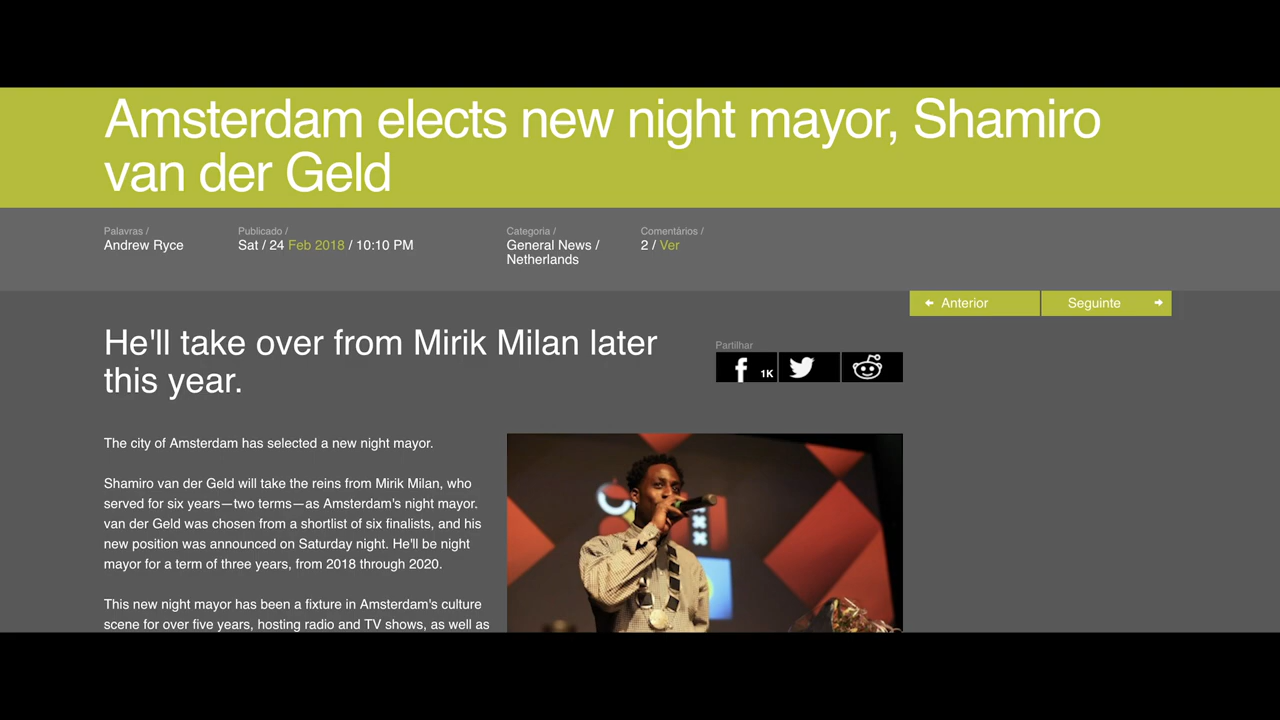 Amsterdam elects new night mayor, Shamiro
van der Geld
Palavras /
Andrew Ryce
Publicado /
Sat / 24 Feb 2018 / 10:10 PM
Categoria /
General News /
Netherlands
Comentários /
2 / Ver
Anterior
Seguinte
He'll take over from Mirik Milan later
this year.
Partilhar
1K
The city of Amsterdam has selected a new night mayor.
Shamiro van der Geld will take the reins from Mirik Milan, who
served for six years—two terms—as Amsterdam's night mayor.
van der Geld was chosen from a shortlist of six finalists, and his
new position was announced on Saturday night. He'll be night
mayor for a term of three years, from 2018 through 2020.
This new night mayor has been a fixture in Amsterdam's culture
scene for over five years, hosting radio and TV shows, as well as